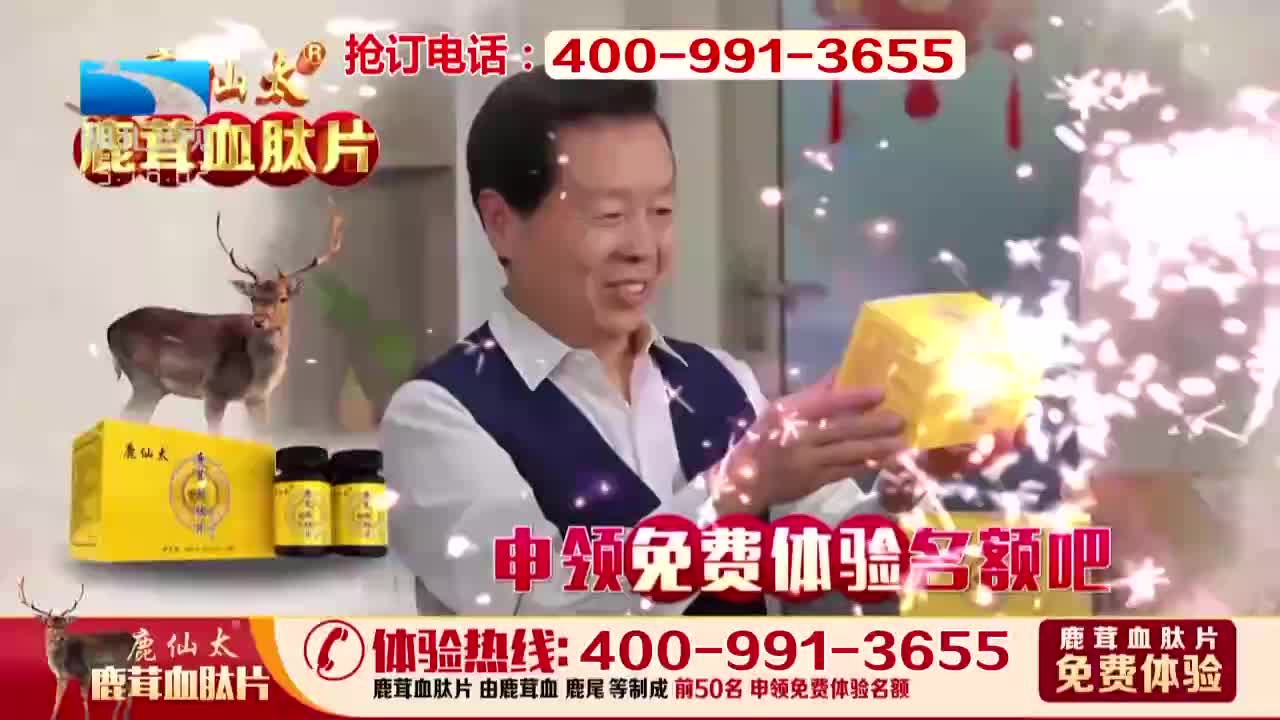 抢订电话：400-991-3655
仙太®
鹿茸血肽片
鹿仙太
申领免费体验名额吧
鹿仙太
鹿茸血肽片
体验热线：400-991-3655
鹿茸血肽片 由鹿茸血 鹿尾 等制成 前50名 申领免费体验名额
鹿茸血肽片
免费体验